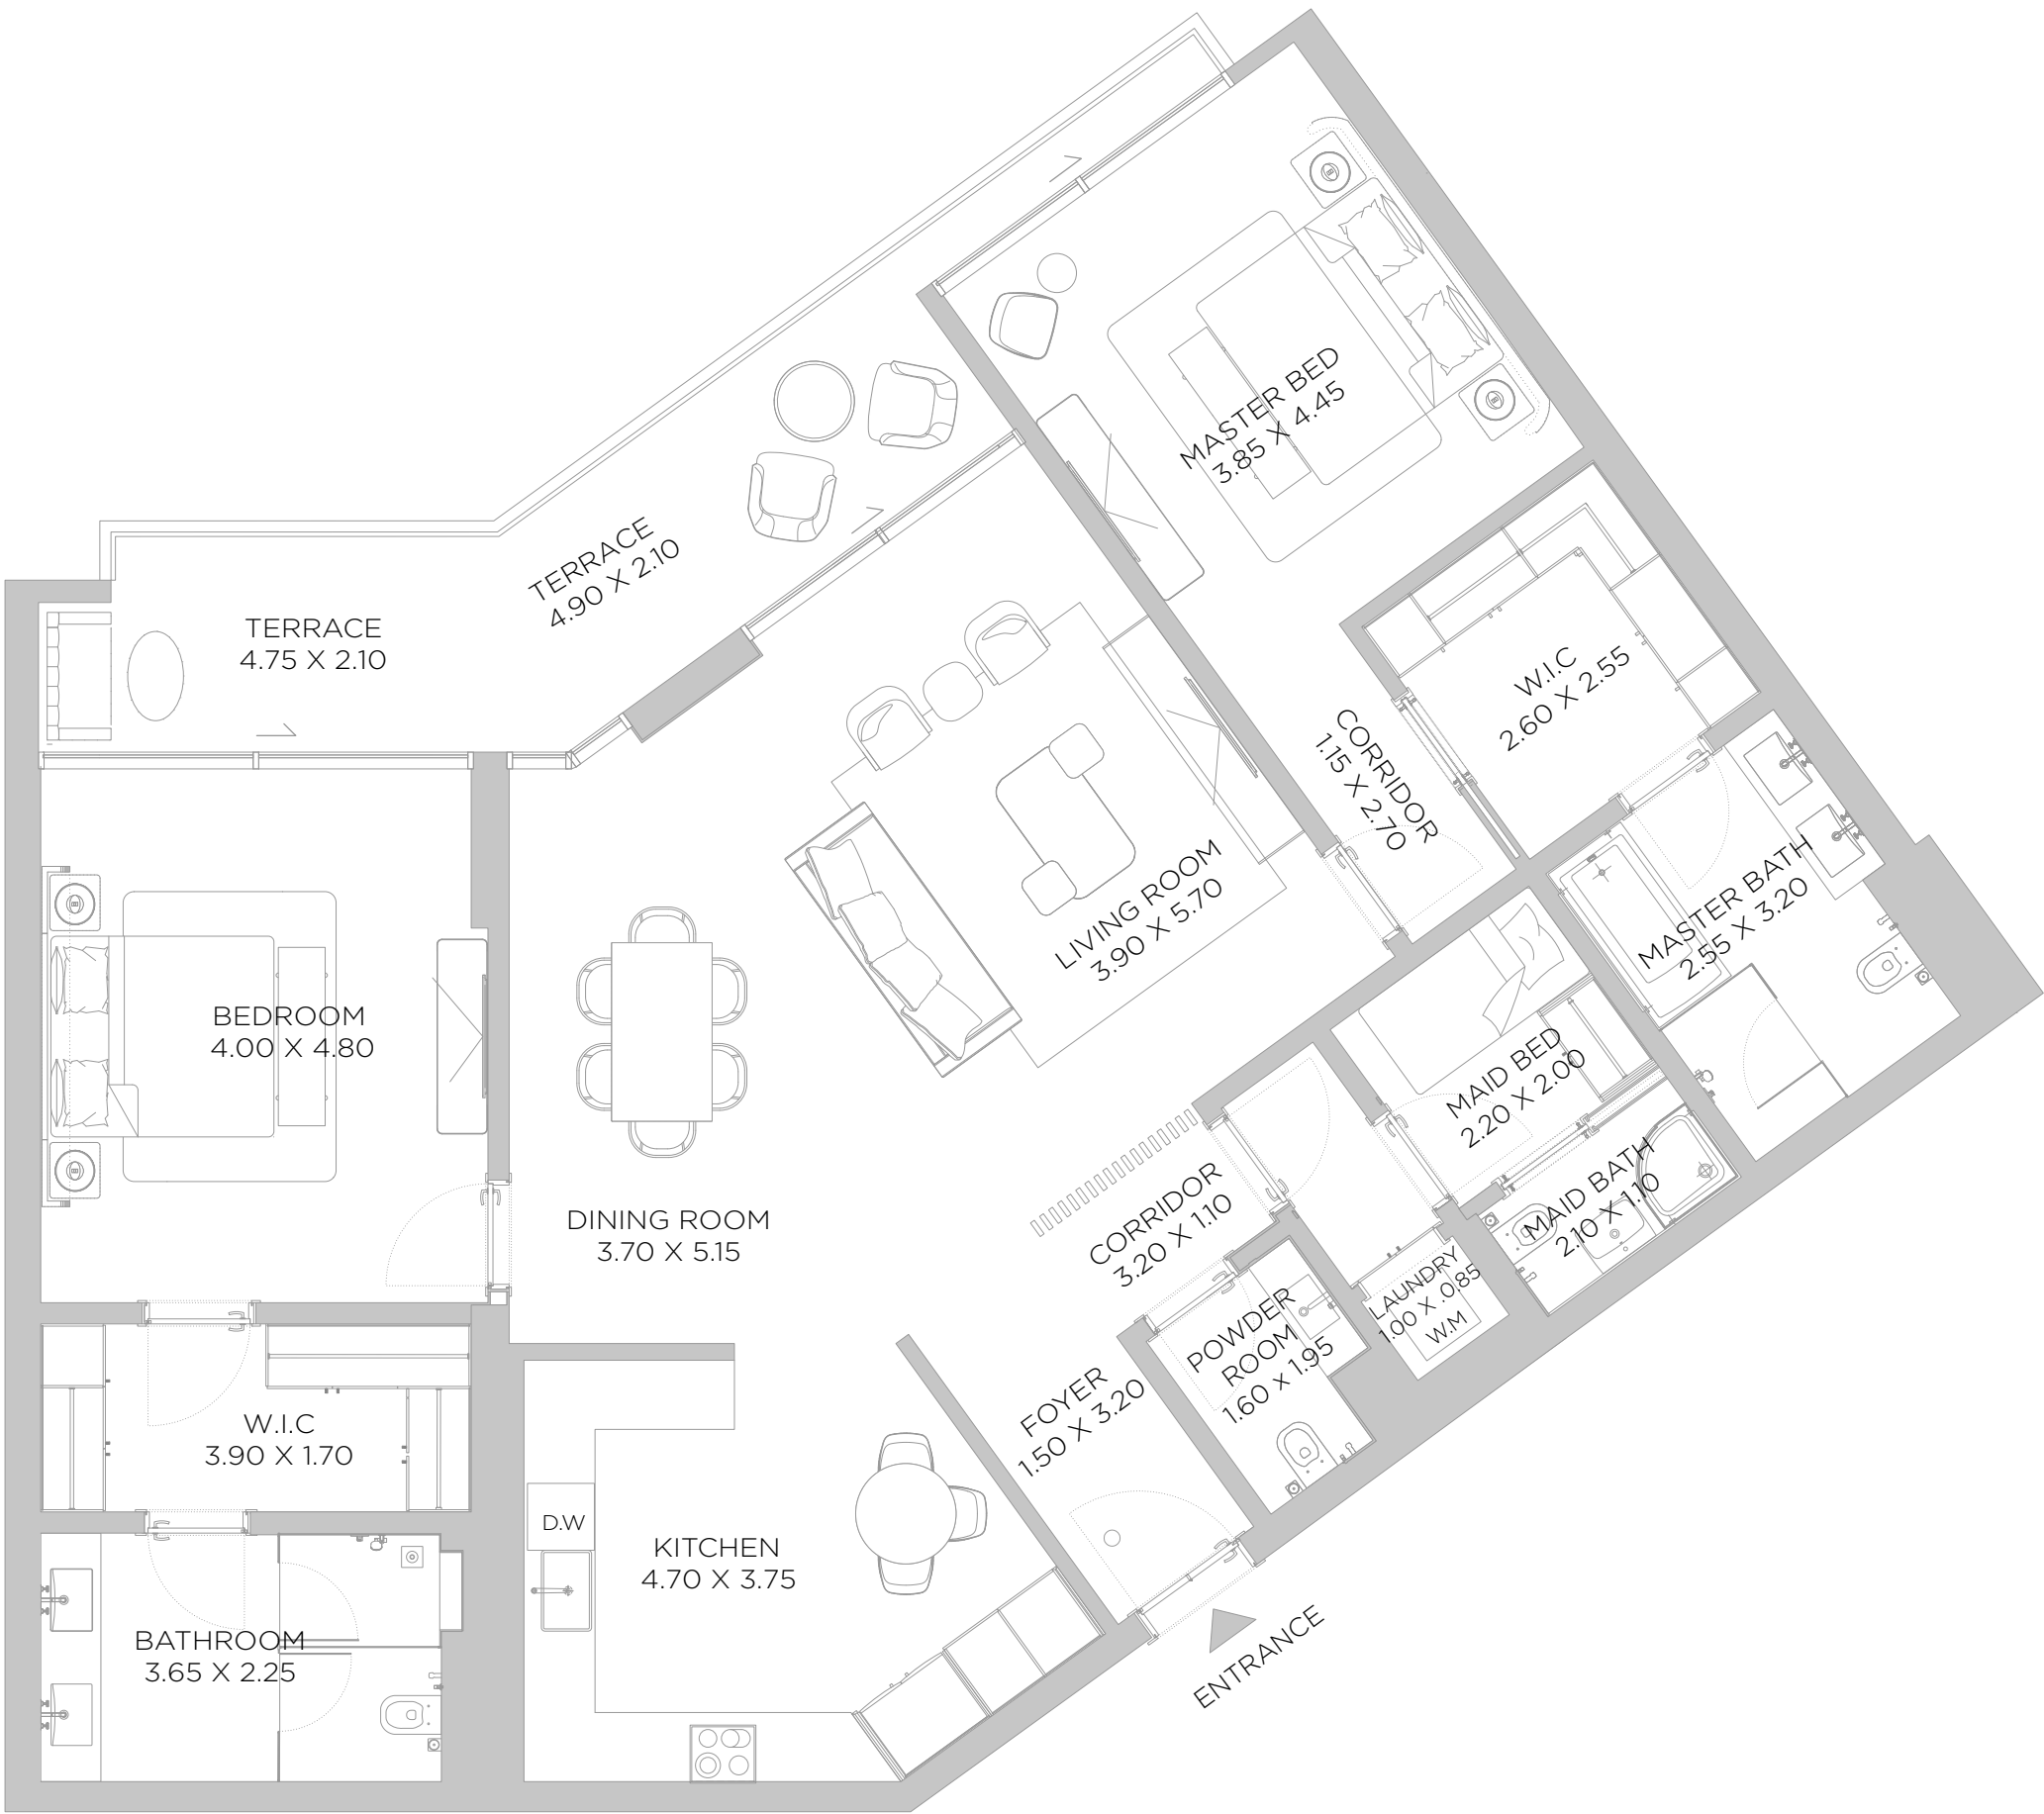 MASTER BED
3.85 X 4.45
TERRACE
4.90 X 2.10
TERRACE
4.75 X 2.10
W.I.C
2.60 X 2.55
CORRIDOR
1.15 X 2.70
LIVING ROOM
3.90 X 5.70
MASTER BATH
2.55 X 3.20
BEDROOM
4.00 X 4.80
MAID BED
2.20 X 2.00
MAID BATH
2.10 X 1.10
DINING ROOM
3.70 X 5.15
CORRIDOR
3.20 X 1.10
LAUNDRY
1.00 X .0.85
W.M
POWDER
ROOM
1.60 x 1.95
FOYER
1.50 X 3.20
W.I.C
3.90 X 1.70
D.W
KITCHEN
4.70 X 3.75
BATHROOM
3.65 X 2.25
ENTRANCE